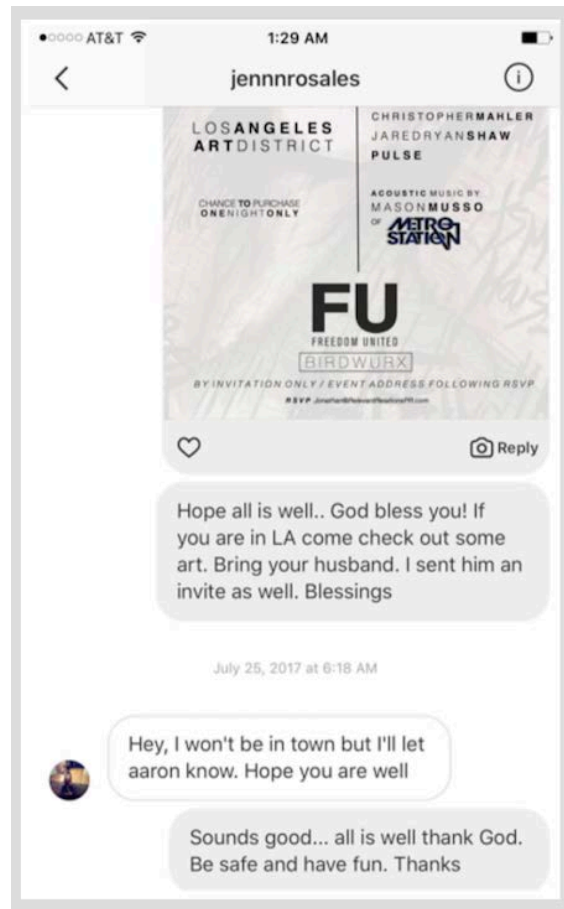 AT&T
1:29 AM
jennnrosales
LOSANGELES
ARTDISTRICT
CHANCE TO PURCHASE
ONENIGHTONLY
CHRISTOPHERMAHLER
JAREDRYANSHAW
PULSE
ACOUSTIC MUSIC BY
MASONMUSSO
OF METRO
STATION
FU
FREEDOM UNITED
BIRDWURX
BY INVITATION ONLY / EVENT ADDRESS FOLLOWING RSVP
RSVP
Reply
Hope all is well.. God bless you! If
you are in LA come check out some
art. Bring your husband. I sent him an
invite as well. Blessings
July 25, 2017 at 6:18 AM
Hey, I won't be in town but I'll let
aaron know. Hope you are well
Sounds good... all is well thank God.
Be safe and have fun. Thanks